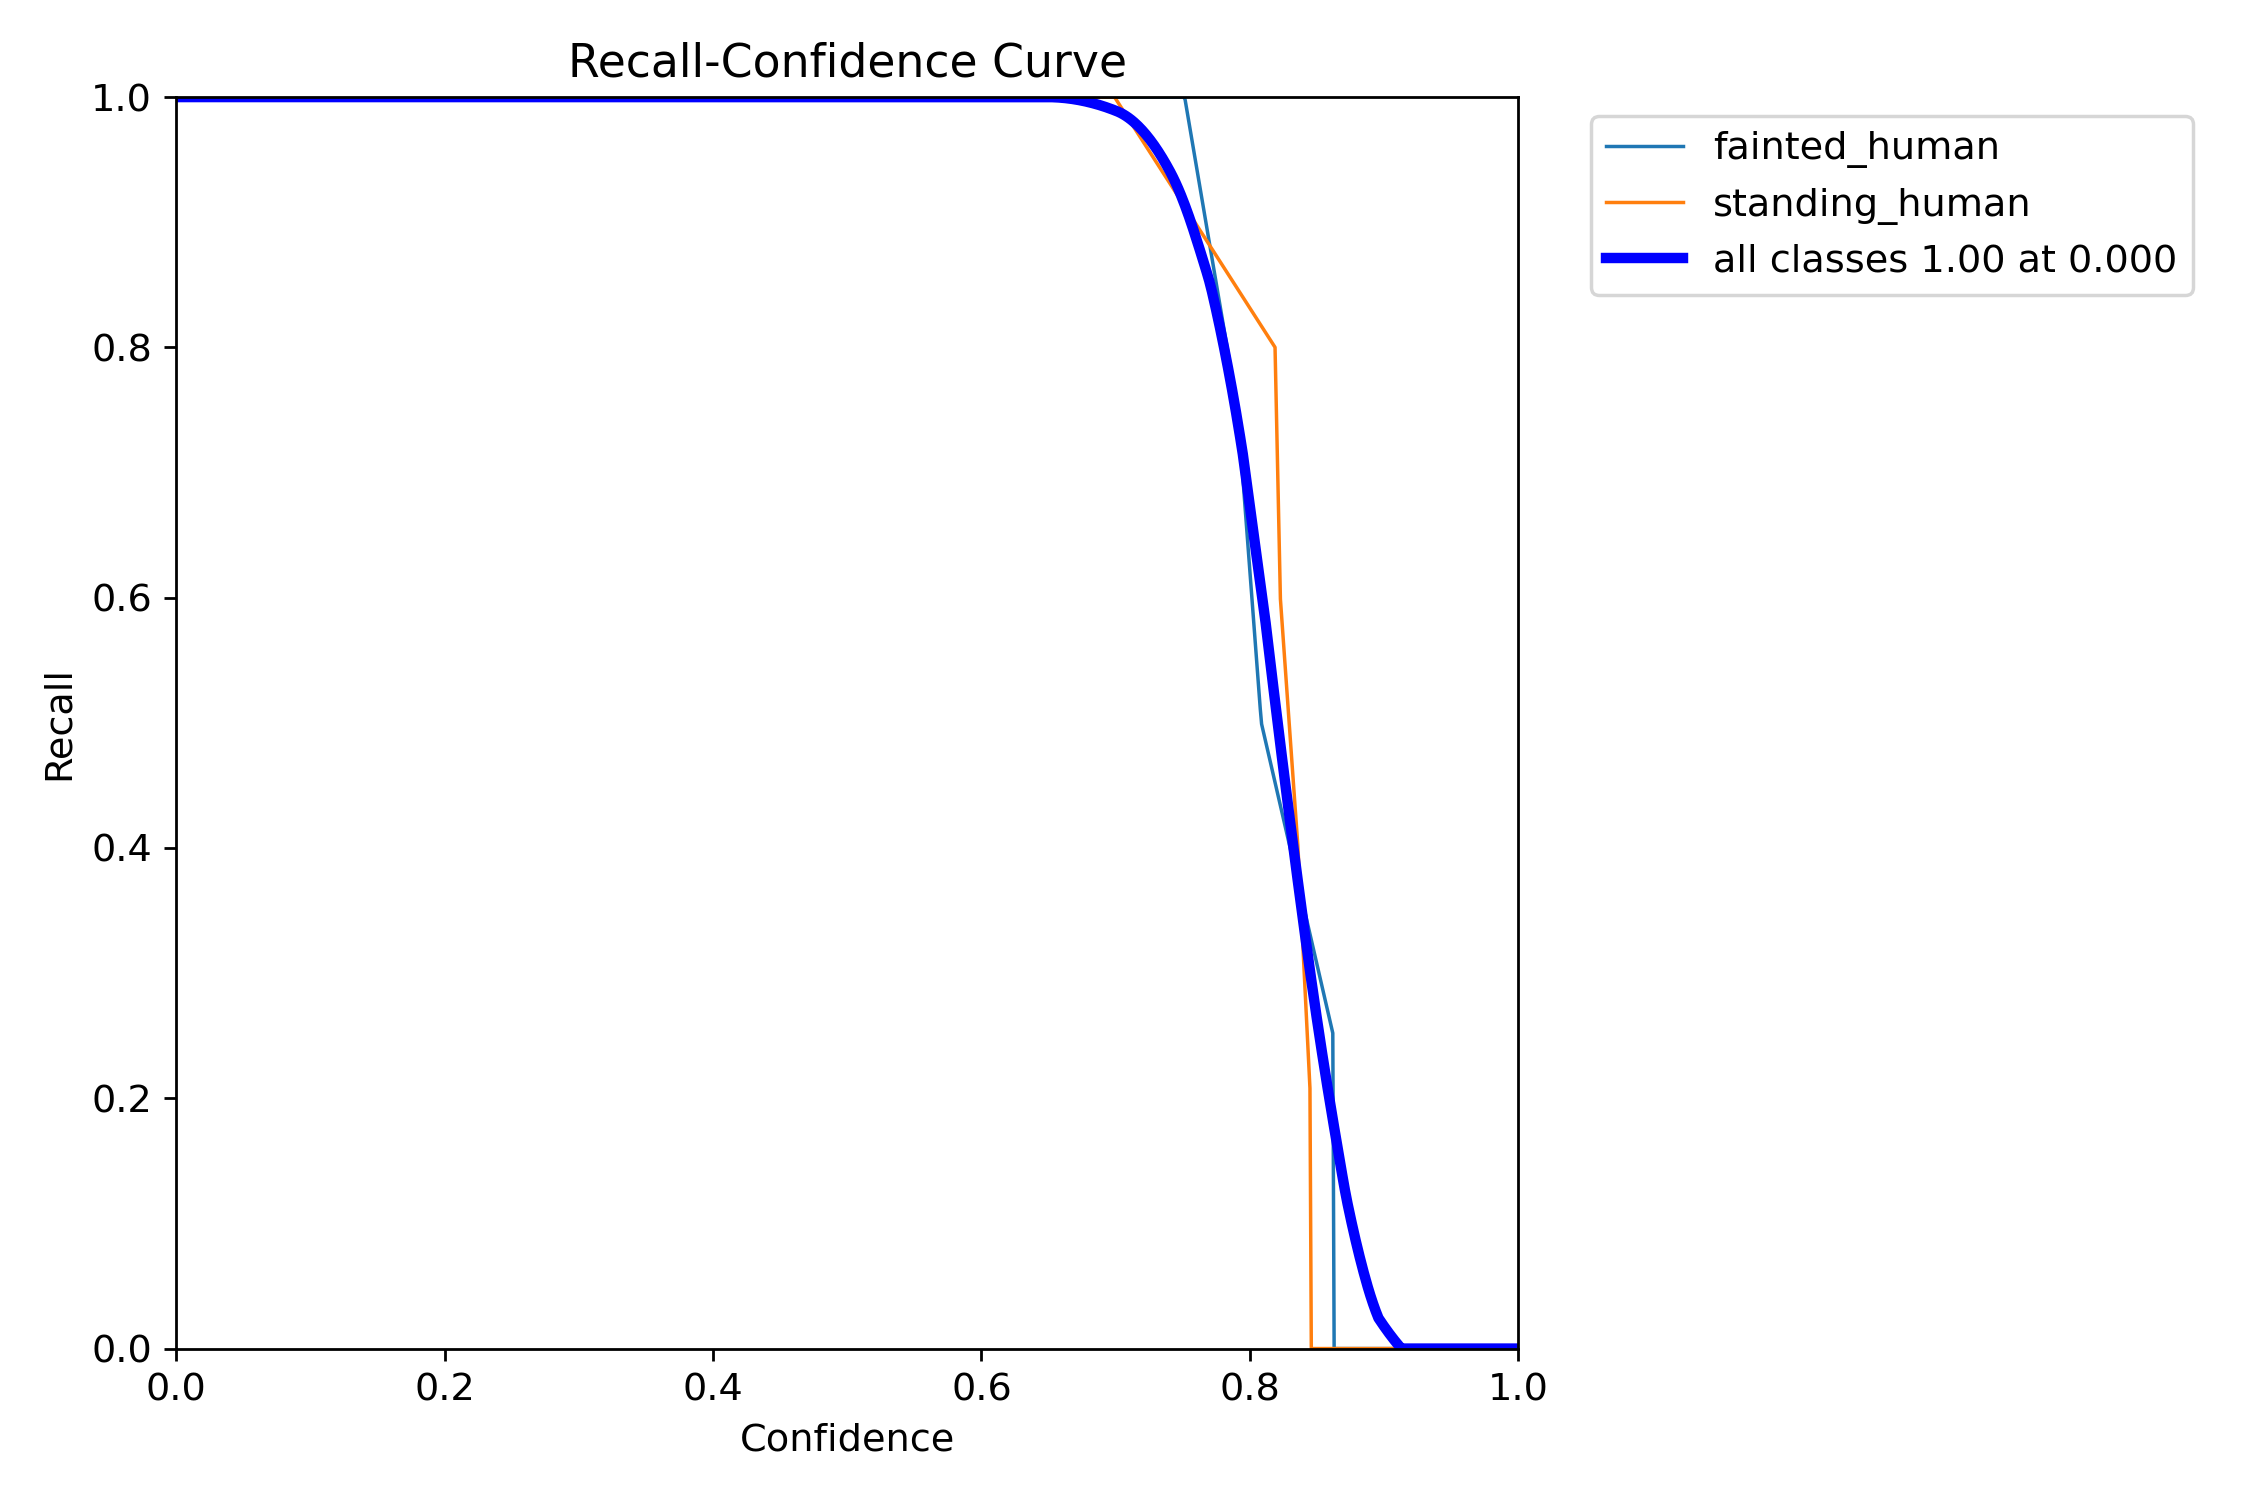 Recall-Confidence Curve
1.0
0.8
0.6
0.4
0.2
0.0
Recall
0.0 0.2 0.4 0.6 0.8 1.0
Confidence
fainted_human
standing_human
all classes 1.00 at 0.000